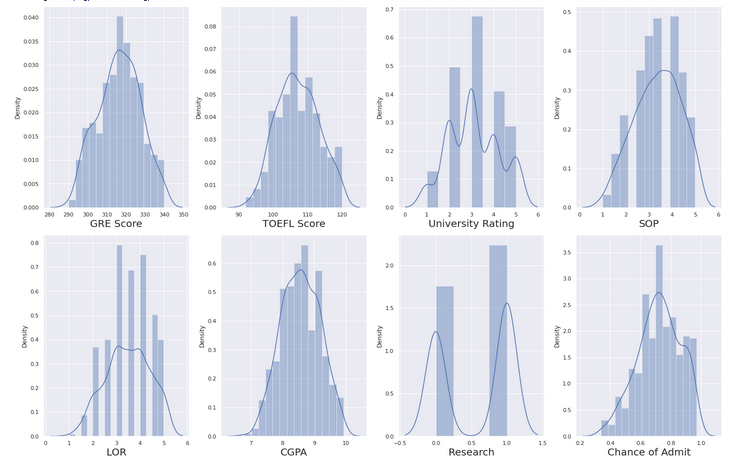 0.040
0.035
0.030
0.025
0.020
0.015
0.010
0.005
0.000
Density
280 290 300 310 320 330 340 350
GRE Score
0.08
0.07
0.06
0.05
0.04
0.03
0.02
0.01
0.00
Density
90 100 110 120
TOEFL Score
0.7
0.6
0.5
0.4
0.3
0.2
0.1
0.0
Density
0 1 2 3 4 5 6
University Rating
0.5
0.4
0.3
0.2
0.1
0.0
Density
0 1 2 3 4 5 6
SOP
0.8
0.7
0.6
0.5
0.4
0.3
0.2
0.1
0.0
Density
0 1 2 3 4 5 6
LOR
0.6
0.5
0.4
0.3
0.2
0.1
0.0
Density
7 8 9 10
CGPA
2.0
1.5
1.0
0.5
0.0
Density
−0.5 0.0 0.5 1.0 1.5
Research
3.5
3.0
2.5
2.0
1.5
1.0
0.5
0.0
Density
0.2 0.4 0.6 0.8 1.0
Chance of Admit